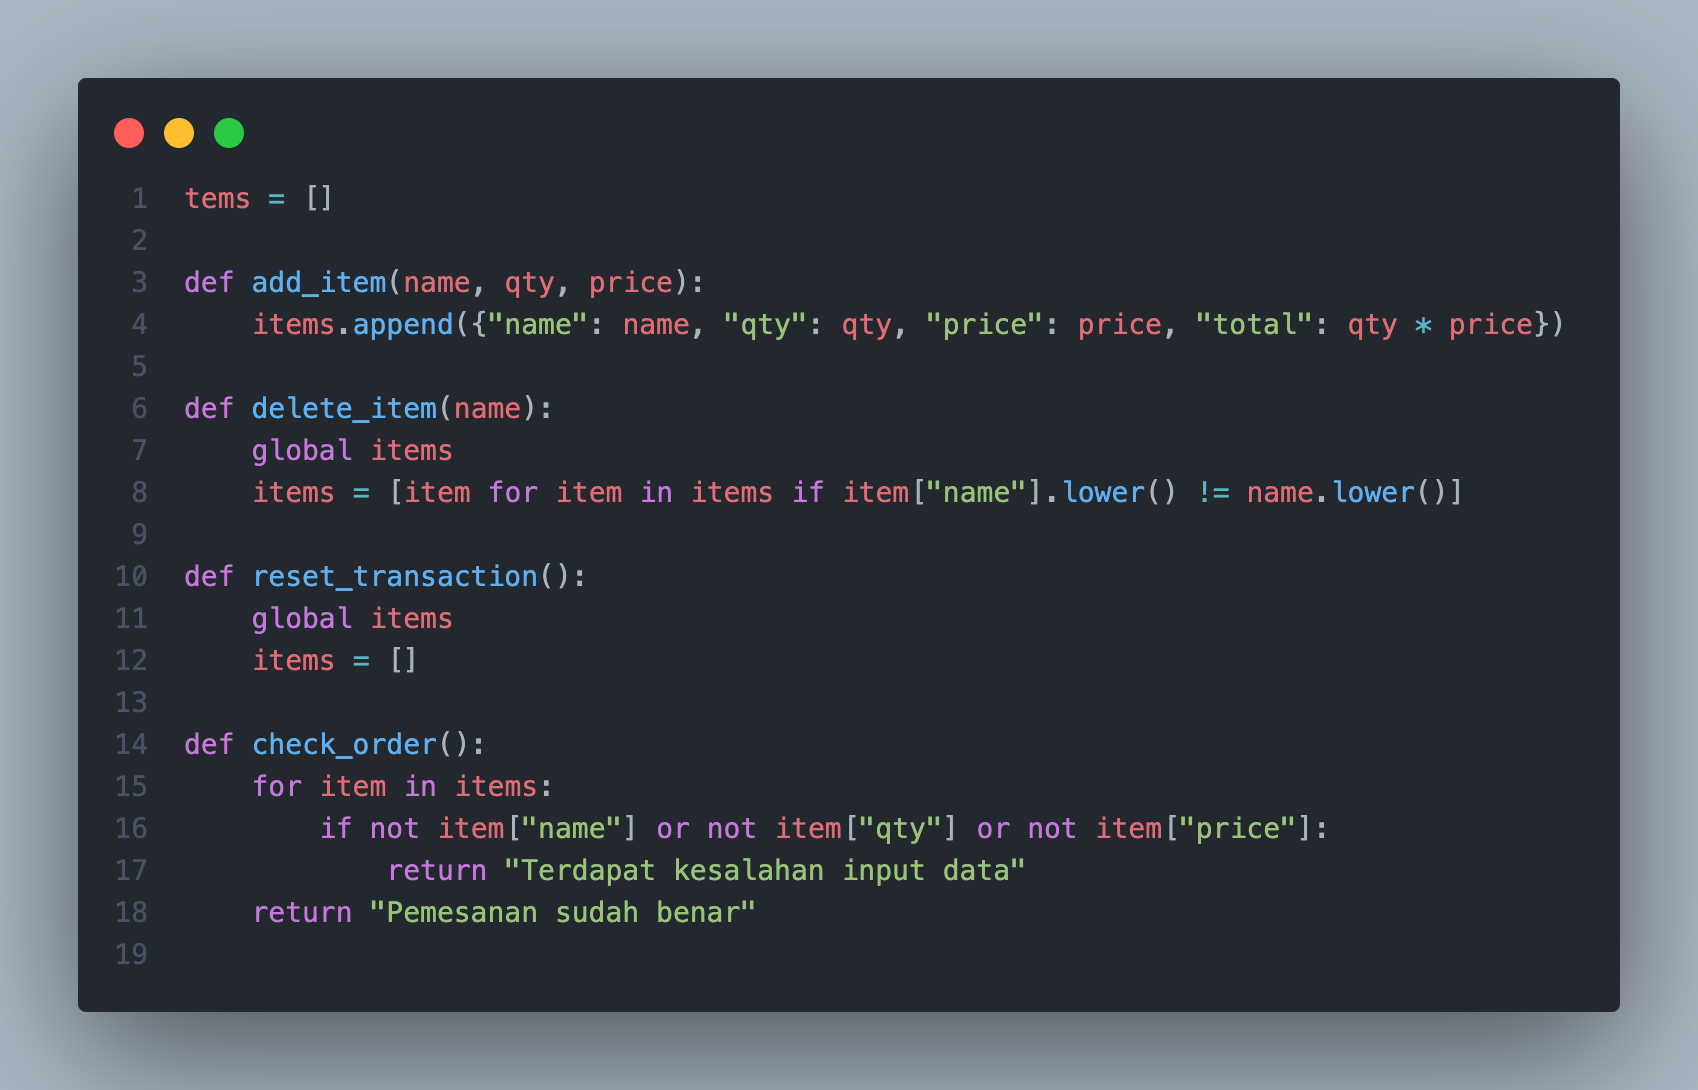 1 tems = []
2
3 def add_item(name, qty, price):
4     items.append({"name": name, "qty": qty, "price": price, "total": qty * price})
5
6 def delete_item(name):
7     global items
8     items = [item for item in items if item["name"].lower() != name.lower()]
9
10 def reset_transaction():
11     global items
12     items = []
13
14 def check_order():
15     for item in items:
16         if not item["name"] or not item["qty"] or not item["price"]:
17             return "Terdapat kesalahan input data"
18     return "Pemesanan sudah benar"
19